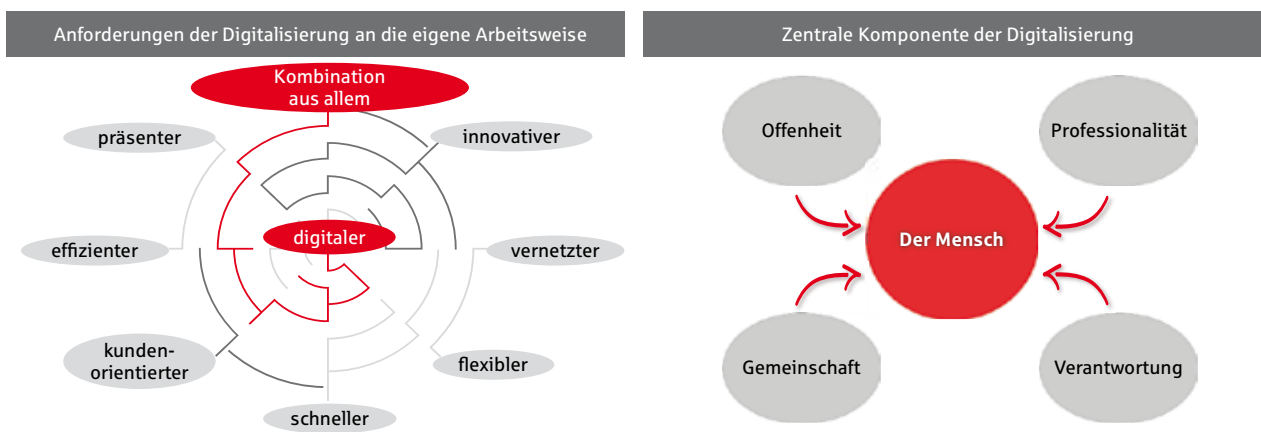 Anforderungen der Digitalisierung an die eigene Arbeitsweise
Kombination
aus allem
präsenter
innovativer
digitaler
effizienter
vernetzter
kunden-
orientierter
flexibler
schneller
Zentrale Komponente der Digitalisierung
Offenheit
Professionalität
Der Mensch
Gemeinschaft
Verantwortung